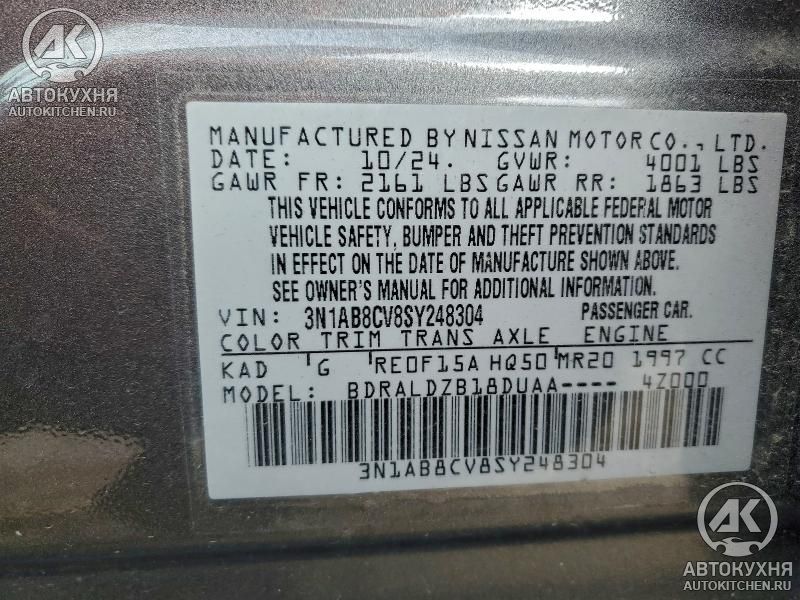 АК
АВТОКУХНЯ
AUTOKITCHEN.RU
MANUFACTURED BY NISSAN MOTOR CO., LTD.
DATE: 10/24. GVWR: 4001 LBS
GAWR FR: 2161 LBS GAWR RR: 1863 LBS
THIS VEHICLE CONFORMS TO ALL APPLICABLE FEDERAL MOTOR
VEHICLE SAFETY, BUMPER AND THEFT PREVENTION STANDARDS
IN EFFECT ON THE DATE OF MANUFACTURE SHOWN ABOVE.
SEE OWNER'S MANUAL FOR ADDITIONAL INFORMATION.
VIN: 3N1AB8CV8SY248304 PASSENGER CAR.
COLOR TRIM TRANS AXLE ENGINE
KAD G RE0F15A HQ50 MR20 1997 CC
MODEL: BDRALDZB18DUAA---- 4Z000
3N1AB8CV8SY248304
АК
АВТОКУХНЯ
AUTOKITCHEN.RU